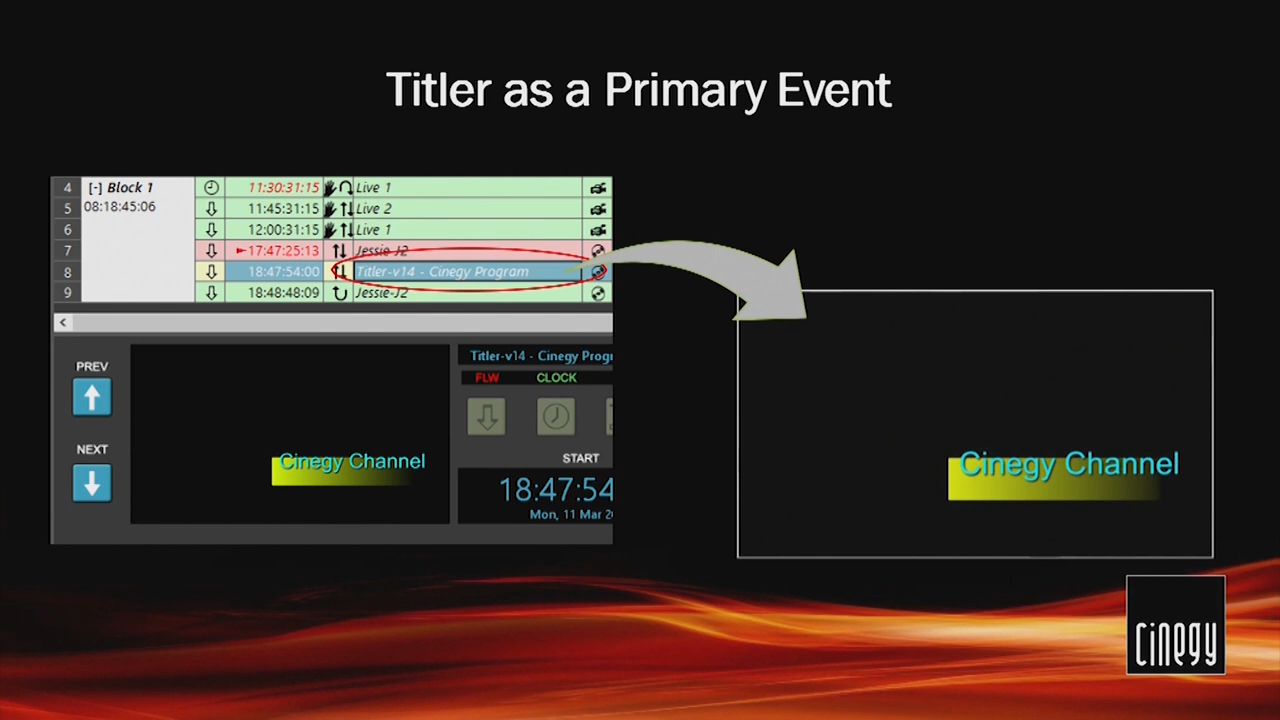 Titler as a Primary Event
4 [-] Block 1 11:30:31:15 Live 1
5 08:18:45:06 11:45:31:15 Live 2
6 12:00:31:15 Live 1
7 17:47:25:13 Jessie-J2
8 18:47:54:00 Titler-v14 - Cinegy Program
9 18:48:48:09 Jessie-J2
PREV
NEXT
Cinegy Channel
Titler-v14 - Cinegy Progr
FLW CLOCK
START
18:47:54
Mon, 11 Mar 2
Cinegy Channel
cinegy